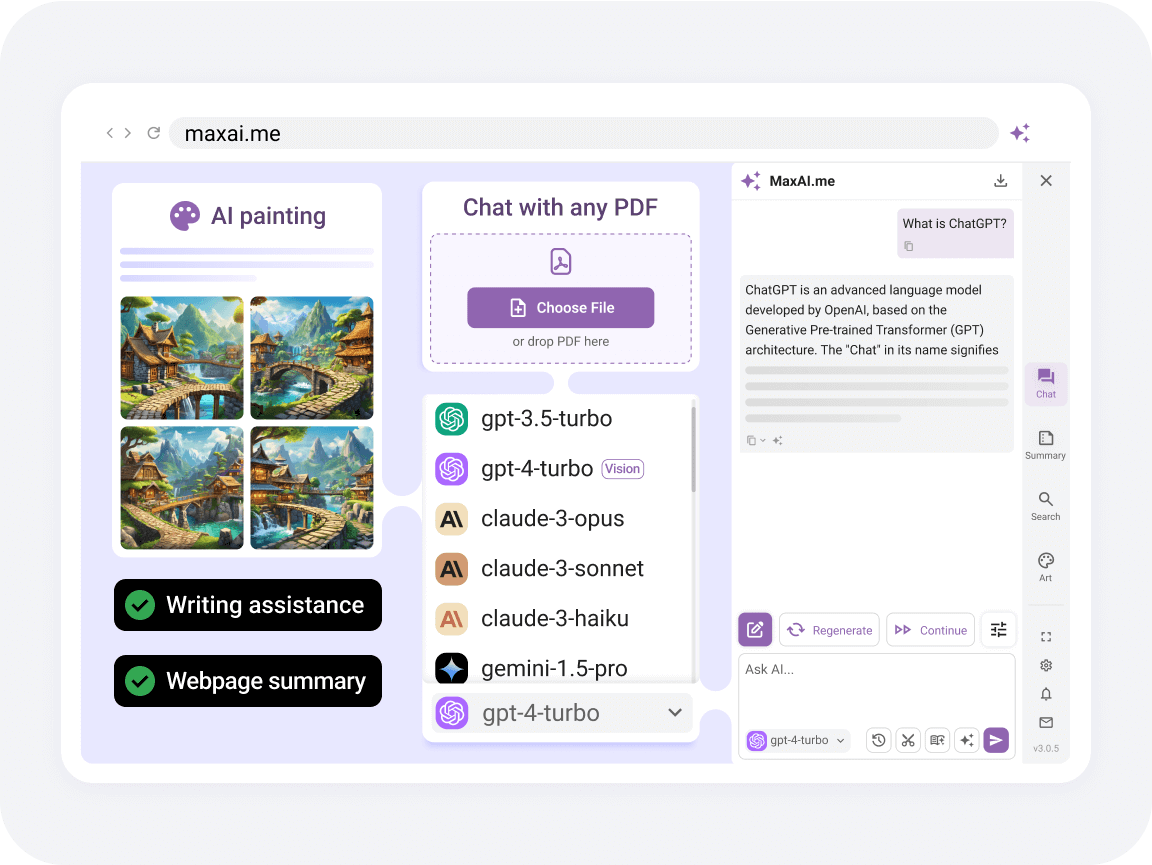 maxai.me
AI painting
Writing assistance
Webpage summary
Chat with any PDF
Choose File
or drop PDF here
gpt-3.5-turbo
gpt-4-turbo Vision
claude-3-opus
claude-3-sonnet
claude-3-haiku
gemini-1.5-pro
gpt-4-turbo
MaxAI.me
What is ChatGPT?
ChatGPT is an advanced language model
developed by OpenAI, based on the
Generative Pre-trained Transformer (GPT)
architecture. The "Chat" in its name signifies
Regenerate
Continue
Ask AI...
gpt-4-turbo
Chat
Summary
Search
Art
v3.0.5